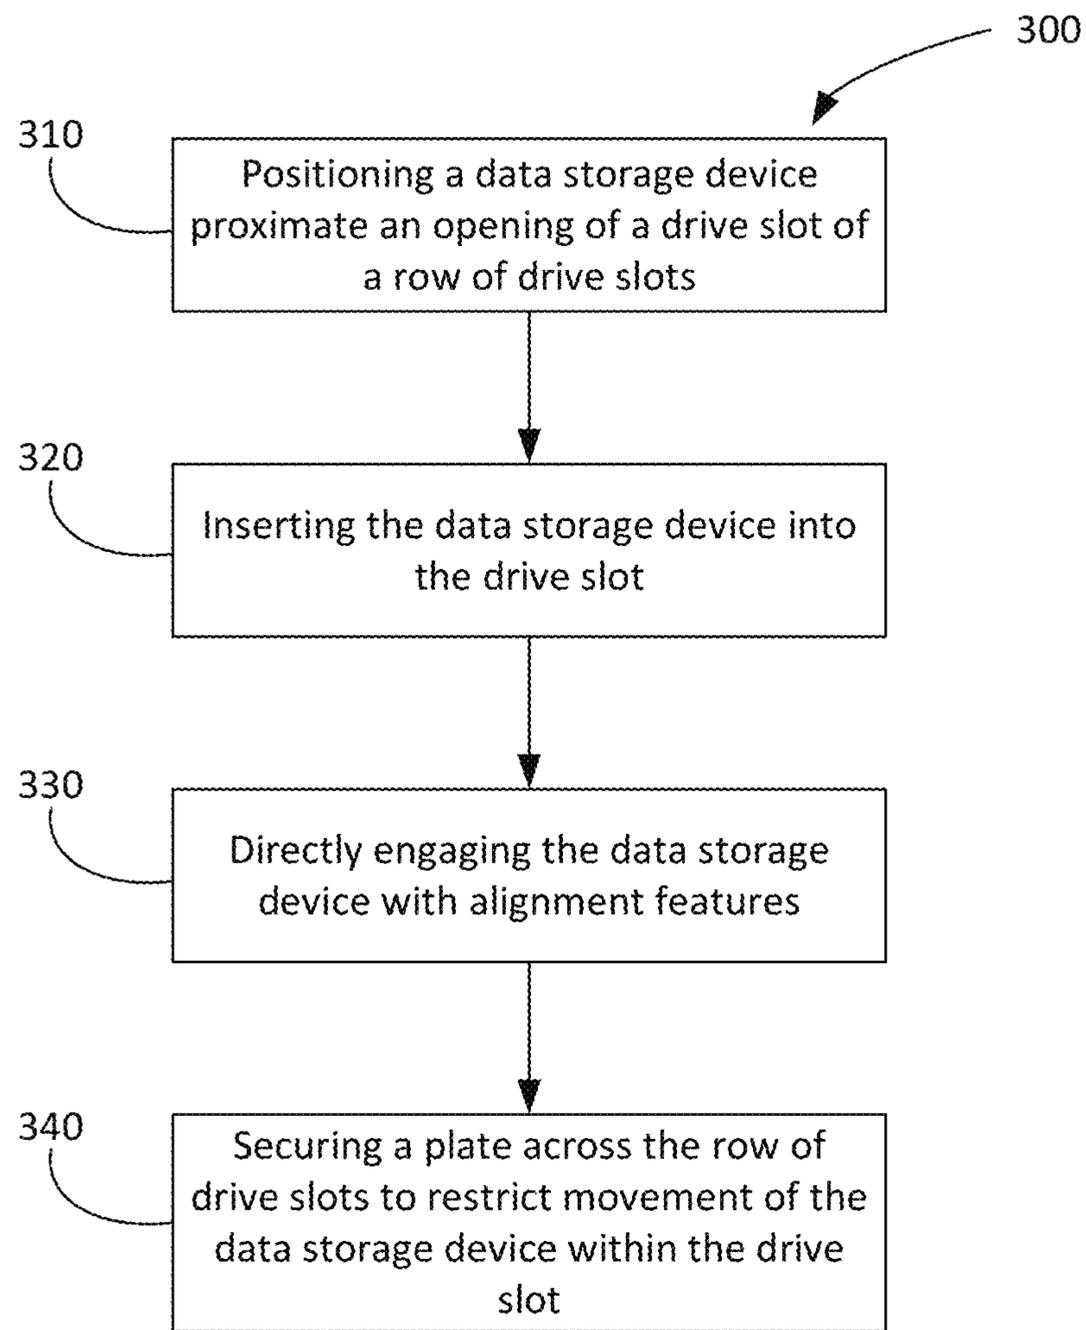 300
310
Positioning a data storage device
proximate an opening of a drive slot of
a row of drive slots
320
Inserting the data storage device into
the drive slot
330
Directly engaging the data storage
device with alignment features
340
Securing a plate across the row of
drive slots to restrict movement of the
data storage device within the drive
slot